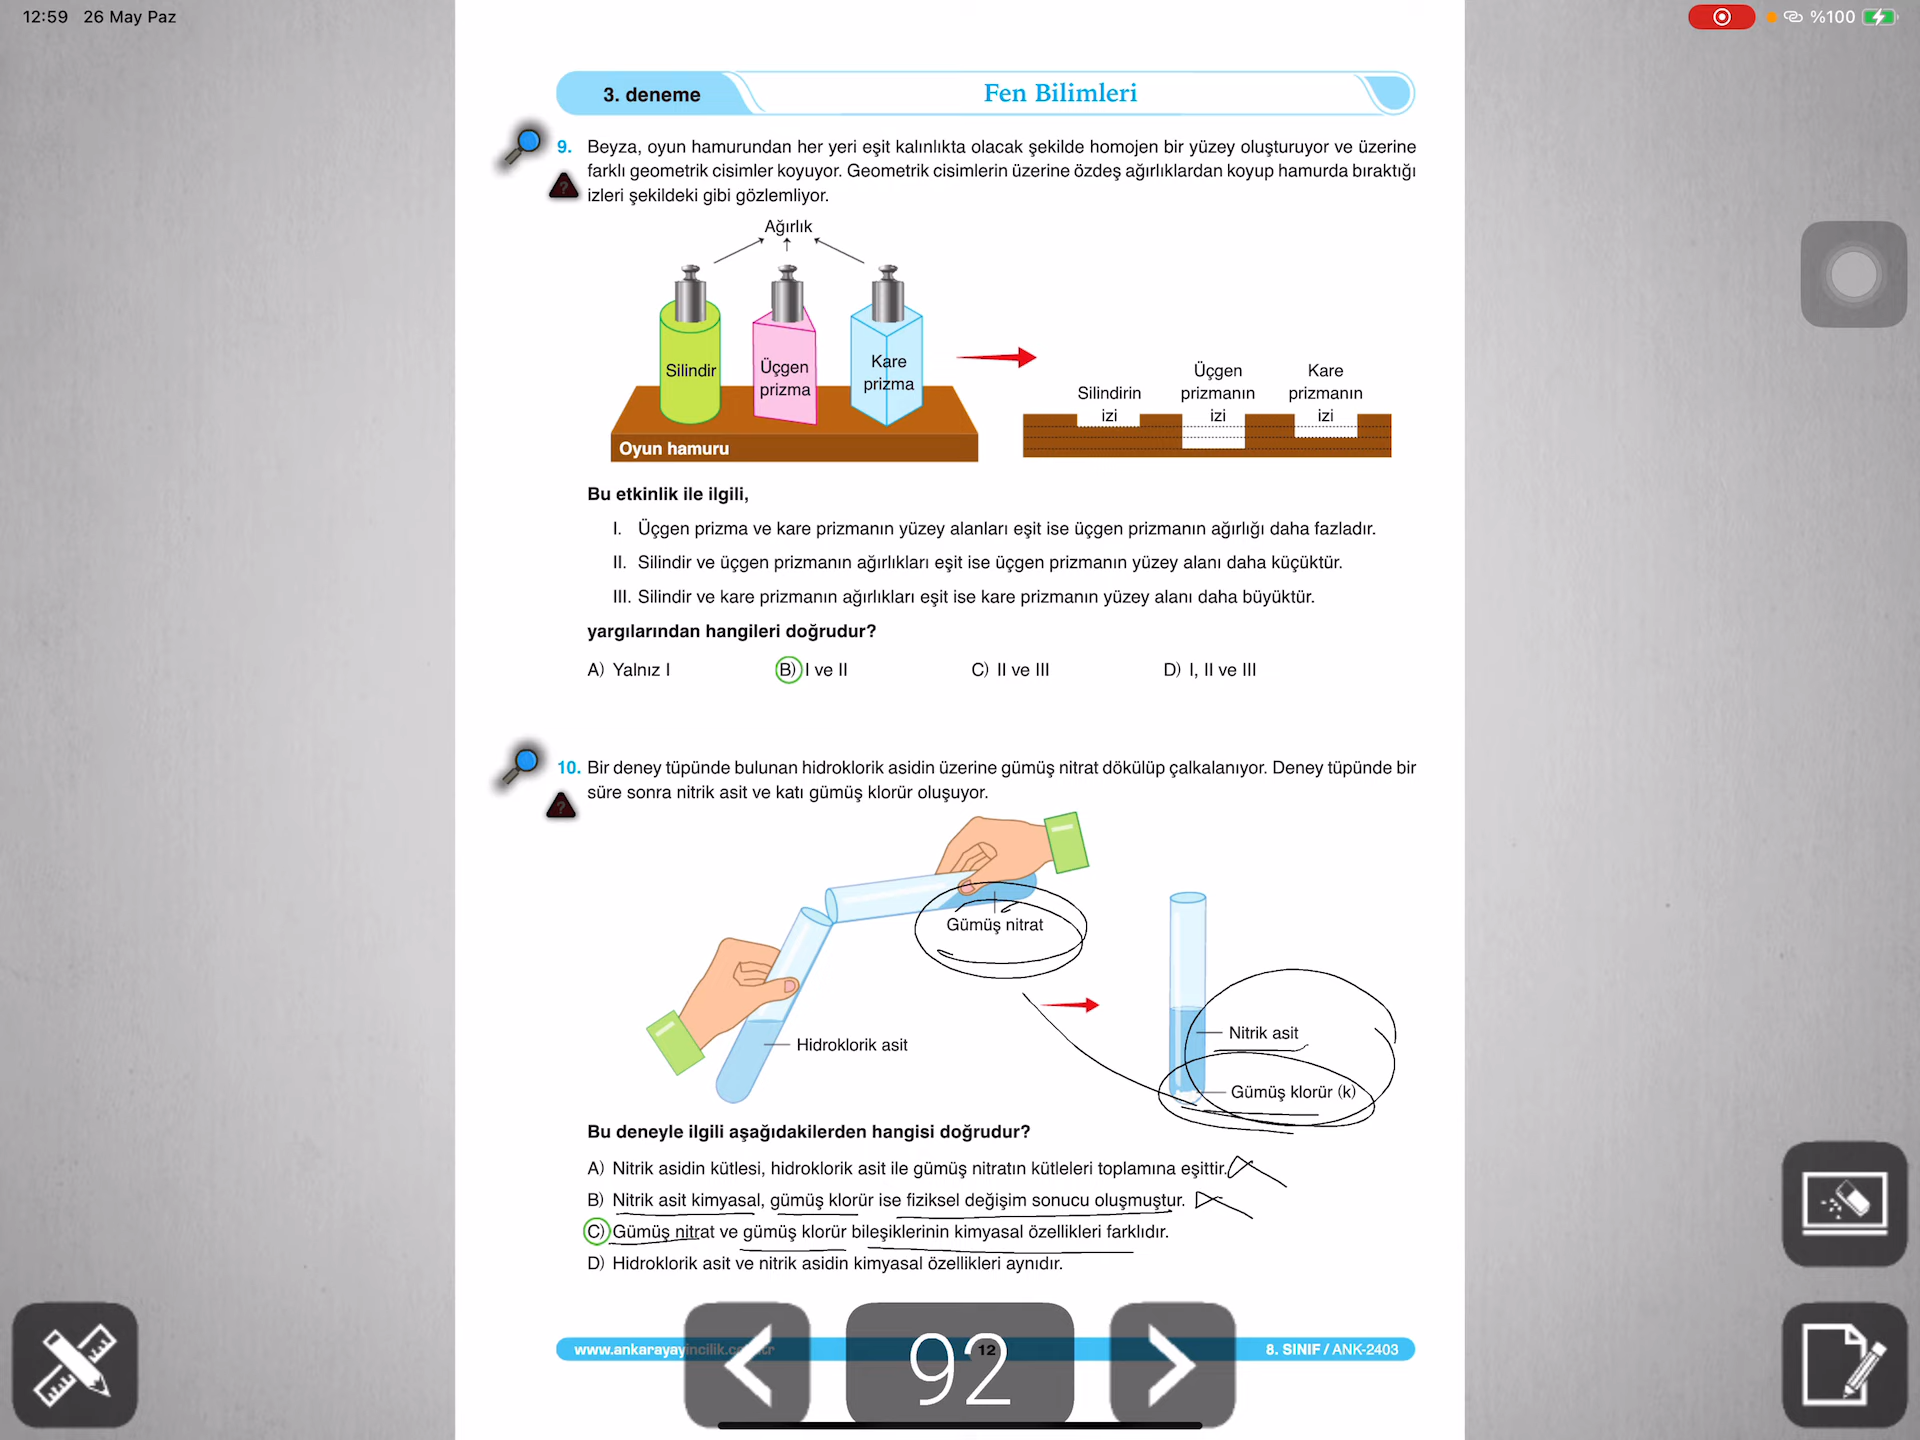 12:59 26 May Paz
%100
3. deneme
Fen Bilimleri
9. Beyza, oyun hamurundan her yeri eşit kalınlıkta olacak şekilde homojen bir yüzey oluşturuyor ve üzerine
farklı geometrik cisimler koyuyor. Geometrik cisimlerin üzerine özdeş ağırlıklardan koyup hamurda bıraktığı
? izleri şekildeki gibi gözlemliyor.
Ağırlık
Silindir
Üçgen
prizma
Kare
prizma
Oyun hamuru
Silindirin
izi
Üçgen
prizmanın
izi
Kare
prizmanın
izi
Bu etkinlik ile ilgili,
I. Üçgen prizma ve kare prizmanın yüzey alanları eşit ise üçgen prizmanın ağırlığı daha fazladır.
II. Silindir ve üçgen prizmanın ağırlıkları eşit ise üçgen prizmanın yüzey alanı daha küçüktür.
III. Silindir ve kare prizmanın ağırlıkları eşit ise kare prizmanın yüzey alanı daha büyüktür.
yargılarından hangileri doğrudur?
A) Yalnız I B) I ve II C) II ve III D) I, II ve III
10. Bir deney tüpünde bulunan hidroklorik asidin üzerine gümüş nitrat dökülüp çalkalanıyor. Deney tüpünde bir
? süre sonra nitrik asit ve katı gümüş klorür oluşuyor.
Gümüş nitrat
Hidroklorik asit
Nitrik asit
Gümüş klorür (k)
Bu deneyle ilgili aşağıdakilerden hangisi doğrudur?
A) Nitrik asidin kütlesi, hidroklorik asit ile gümüş nitratın kütleleri toplamına eşittir.
B) Nitrik asit kimyasal, gümüş klorür ise fiziksel değişim sonucu oluşmuştur.
C) Gümüş nitrat ve gümüş klorür bileşiklerinin kimyasal özellikleri farklıdır.
D) Hidroklorik asit ve nitrik asidin kimyasal özellikleri aynıdır.
www.ankarayayincilik.com.tr
12
92
8. SINIF / ANK-2403